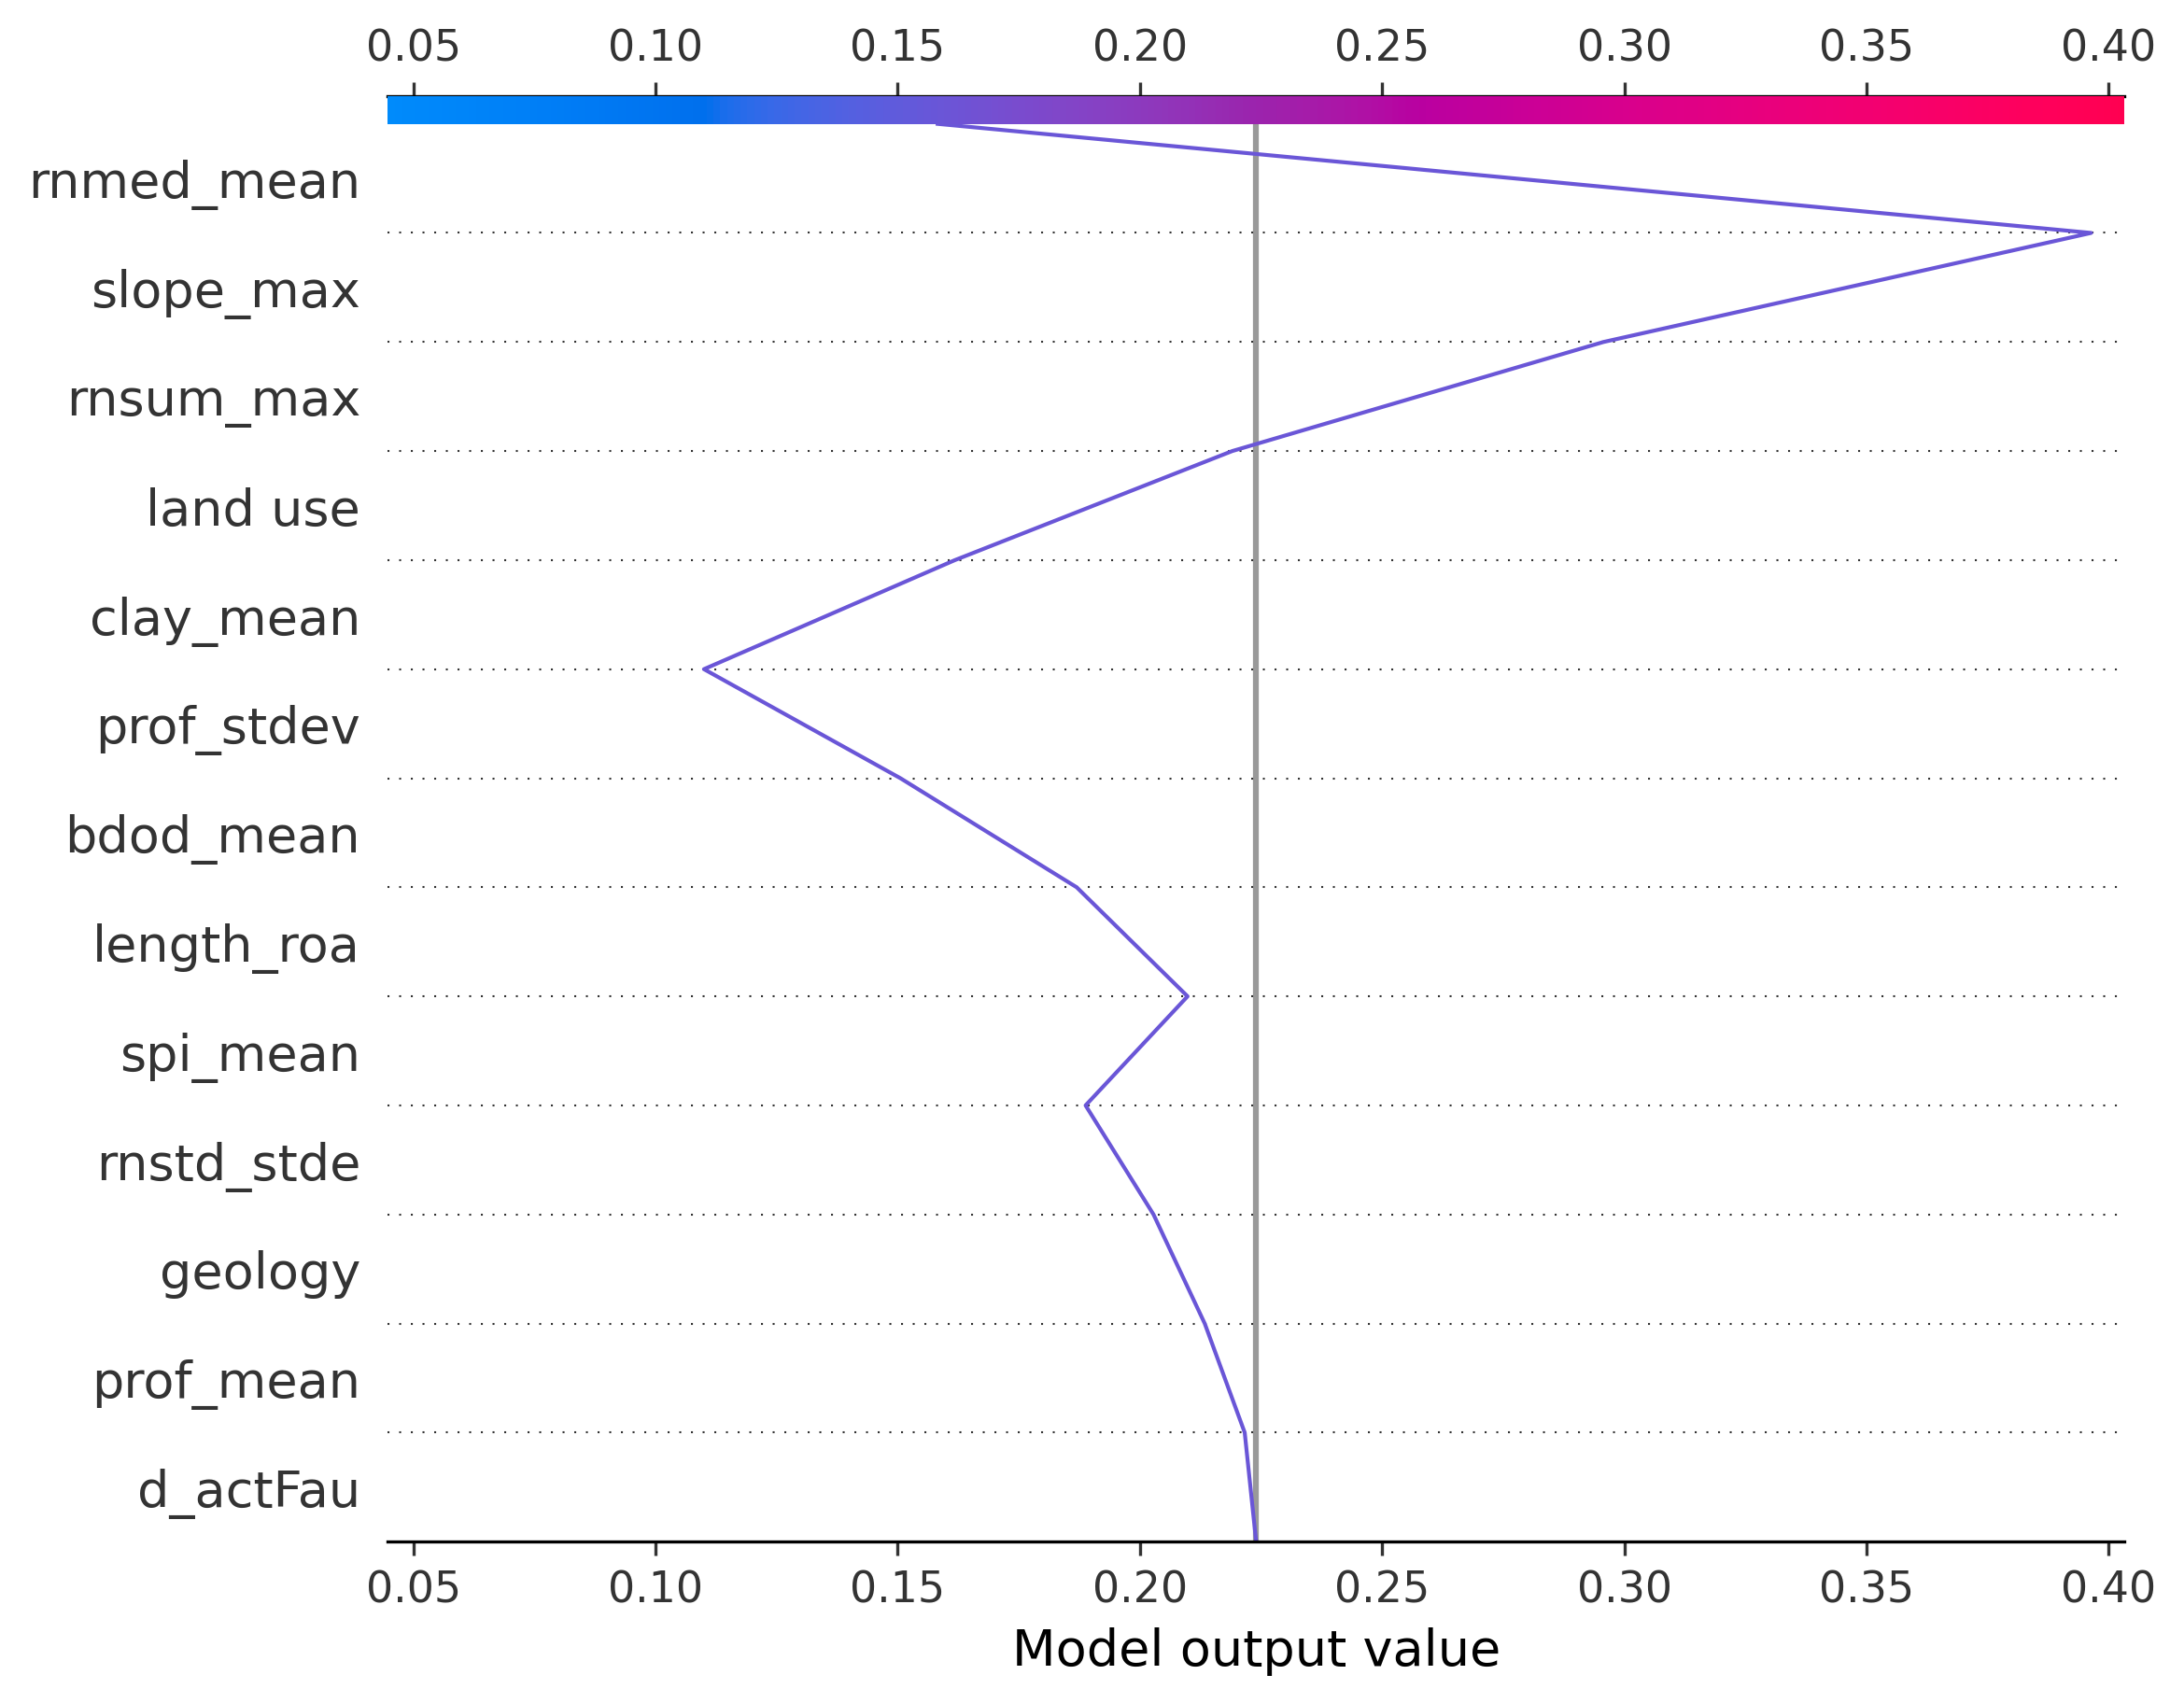 0.05 0.10 0.15 0.20 0.25 0.30 0.35 0.40
rnmed_mean
slope_max
rnsum_max
land use
clay_mean
prof_stdev
bdod_mean
length_roa
spi_mean
rnstd_stde
geology
prof_mean
d_actFau
0.05 0.10 0.15 0.20 0.25 0.30 0.35 0.40
Model output value